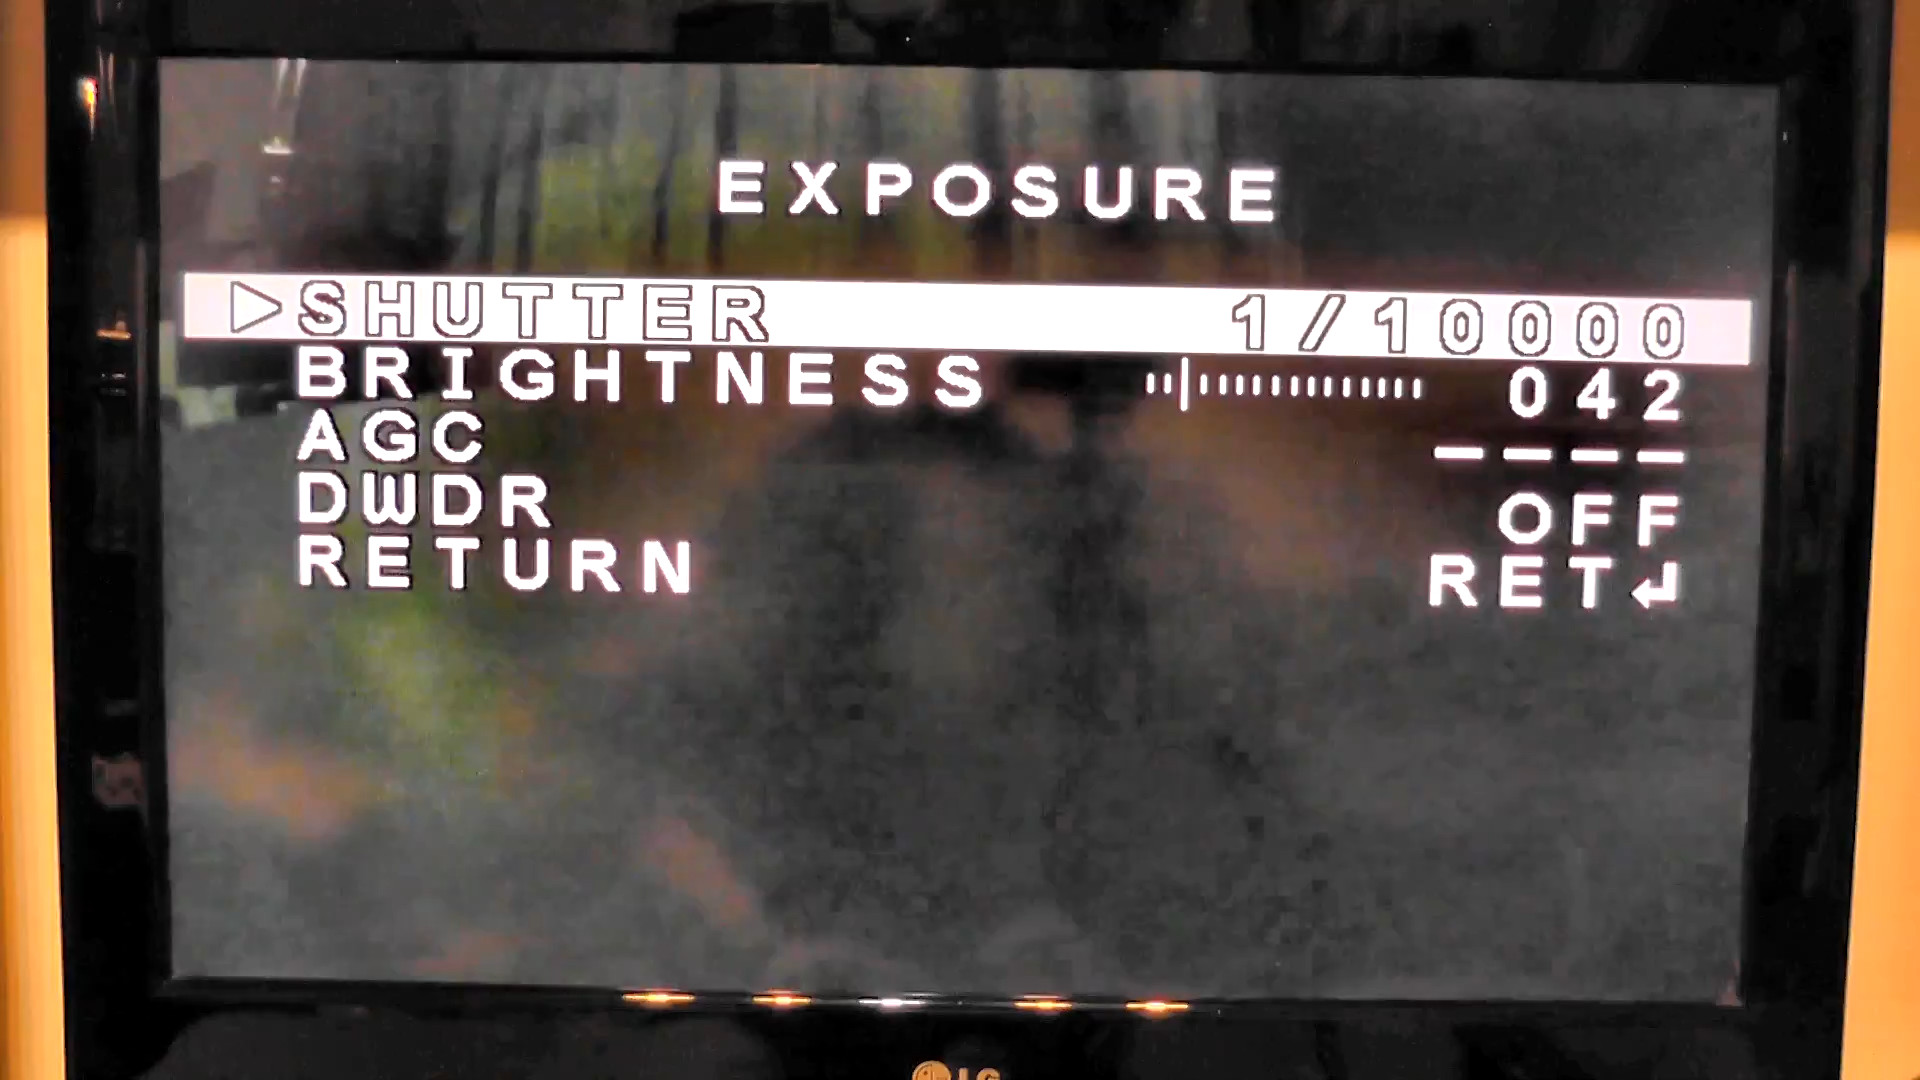 EXPOSURE
SHUTTER 1/10000
BRIGHTNESS 042
AGC ----
DWDR OFF
RETURN RET↲
LG